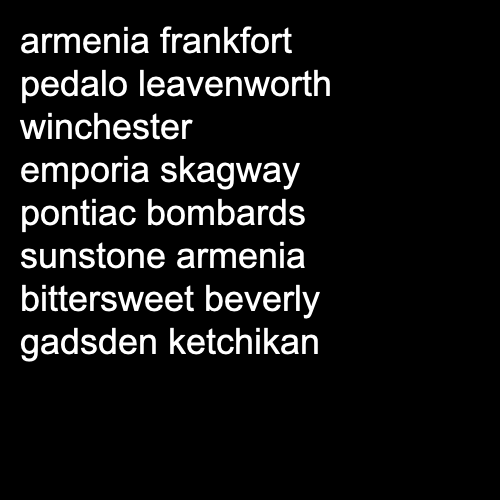 armenia frankfort
pedalo leavenworth
winchester
emporia skagway
pontiac bombards
sunstone armenia
bittersweet beverly
gadsden ketchikan